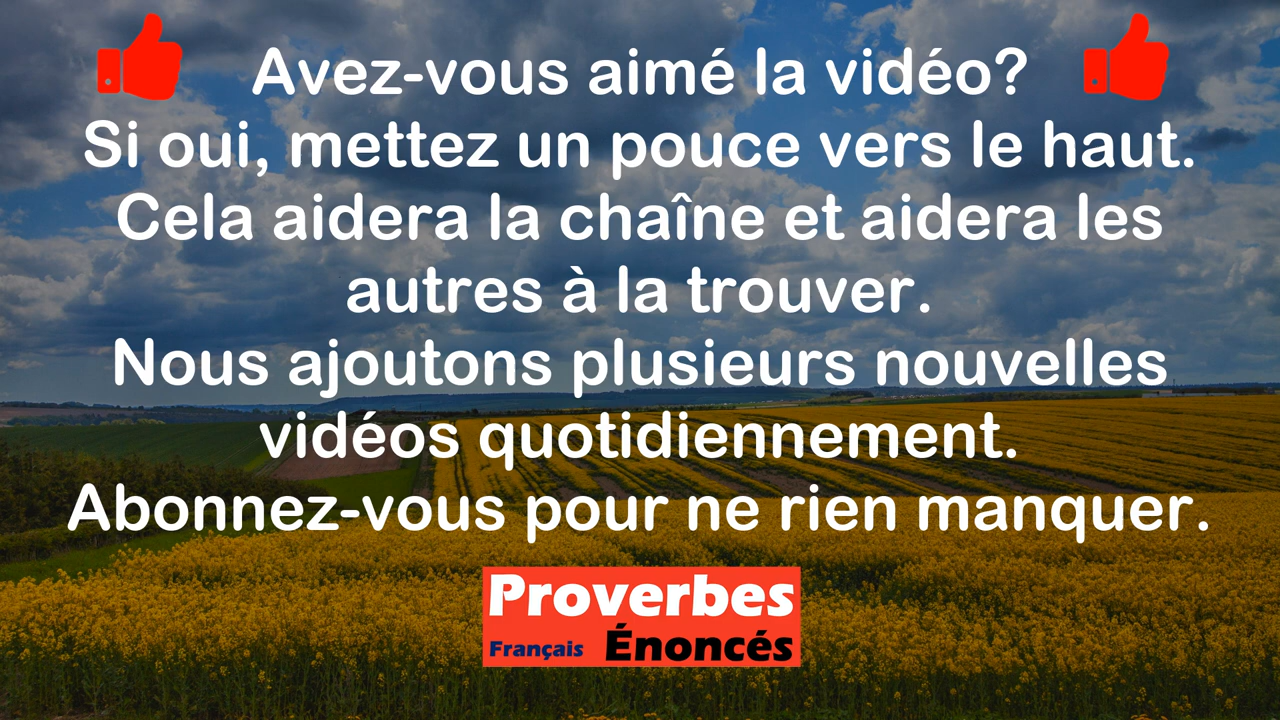 Avez-vous aimé la vidéo?
Si oui, mettez un pouce vers le haut.
Cela aidera la chaîne et aidera les
autres à la trouver.
Nous ajoutons plusieurs nouvelles
vidéos quotidiennement.
Abonnez-vous pour ne rien manquer.
Proverbes
Français Énoncés